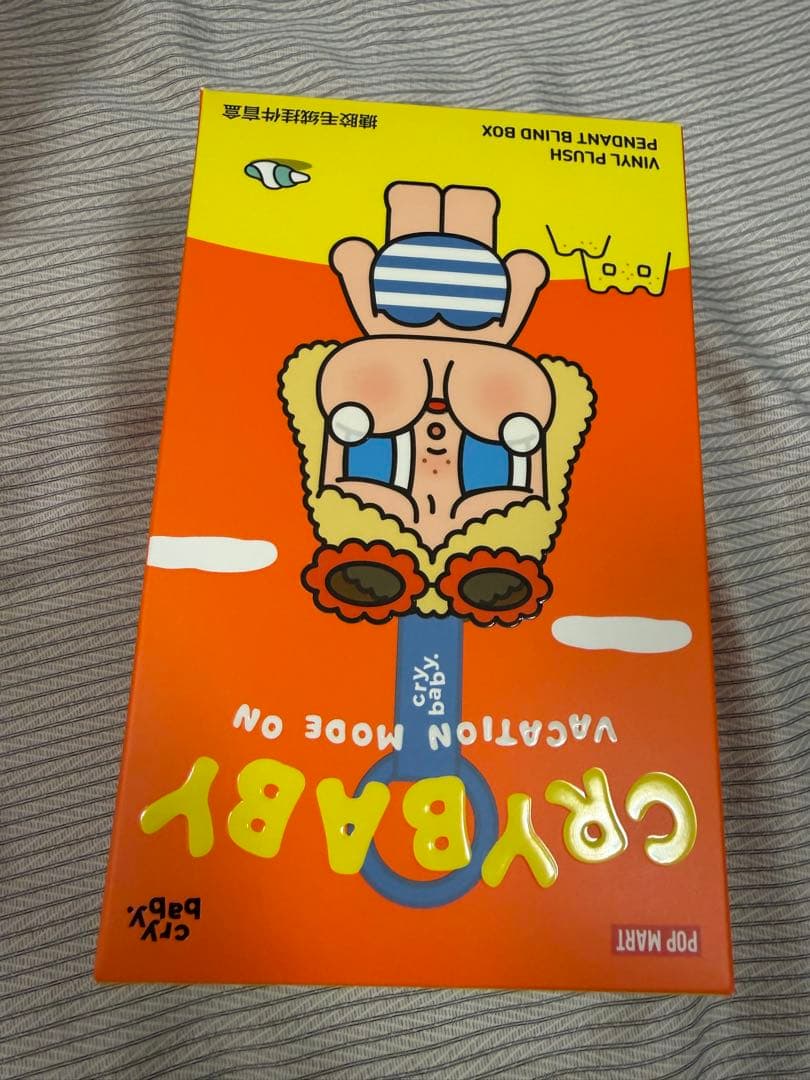 POP MART
cry
baby.
CRYBABY
VACATION MODE ON
cry
baby.
VINYL PLUSH
PENDANT BLIND BOX
搪胶毛绒挂件盲盒